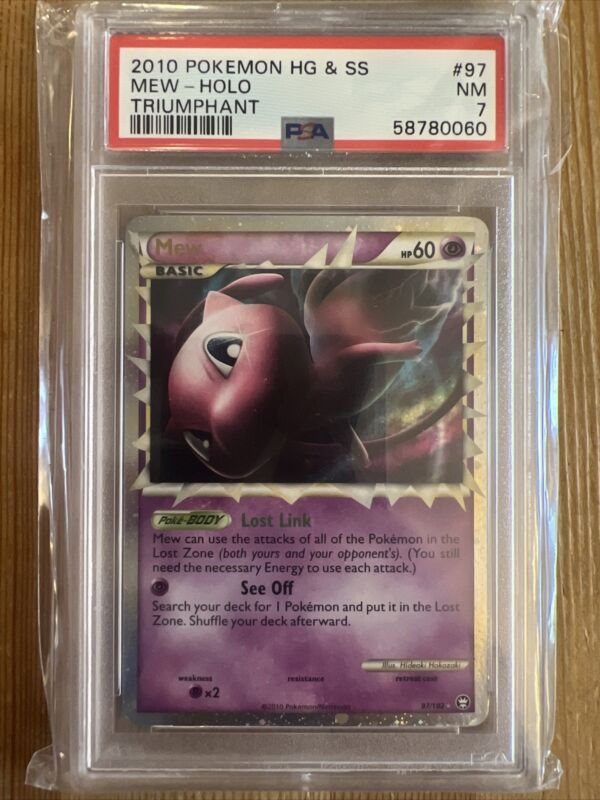 2010 POKEMON HG & SS #97
MEW - HOLO NM
TRIUMPHANT 7
PSA 58780060
Mew HP60
BASIC
Poké-BODY Lost Link
Mew can use the attacks of all of the Pokémon in the
Lost Zone (both yours and your opponent's). (You still
need the necessary Energy to use each attack.)
See Off
Search your deck for 1 Pokémon and put it in the Lost
Zone. Shuffle your deck afterward.
Illus. Hideaki Hakozaki
weakness resistance retreat cost
x2
©2010 Pokémon/Nintendo 97/102
PSA